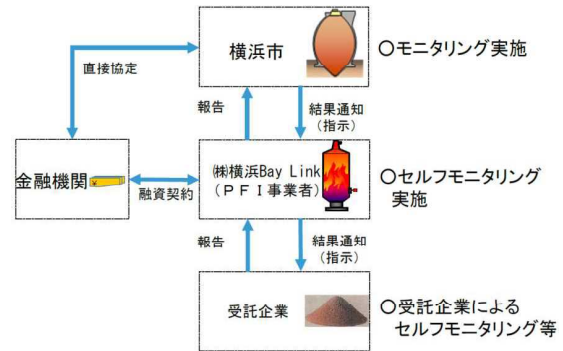 横浜市
○モニタリング実施
直接協定
報告
結果通知
(指示)
金融機関
融資契約
㈱横浜Bay Link
(PFI事業者)
○セルフモニタリング
実施
報告
結果通知
(指示)
受託企業
○受託企業による
セルフモニタリング等